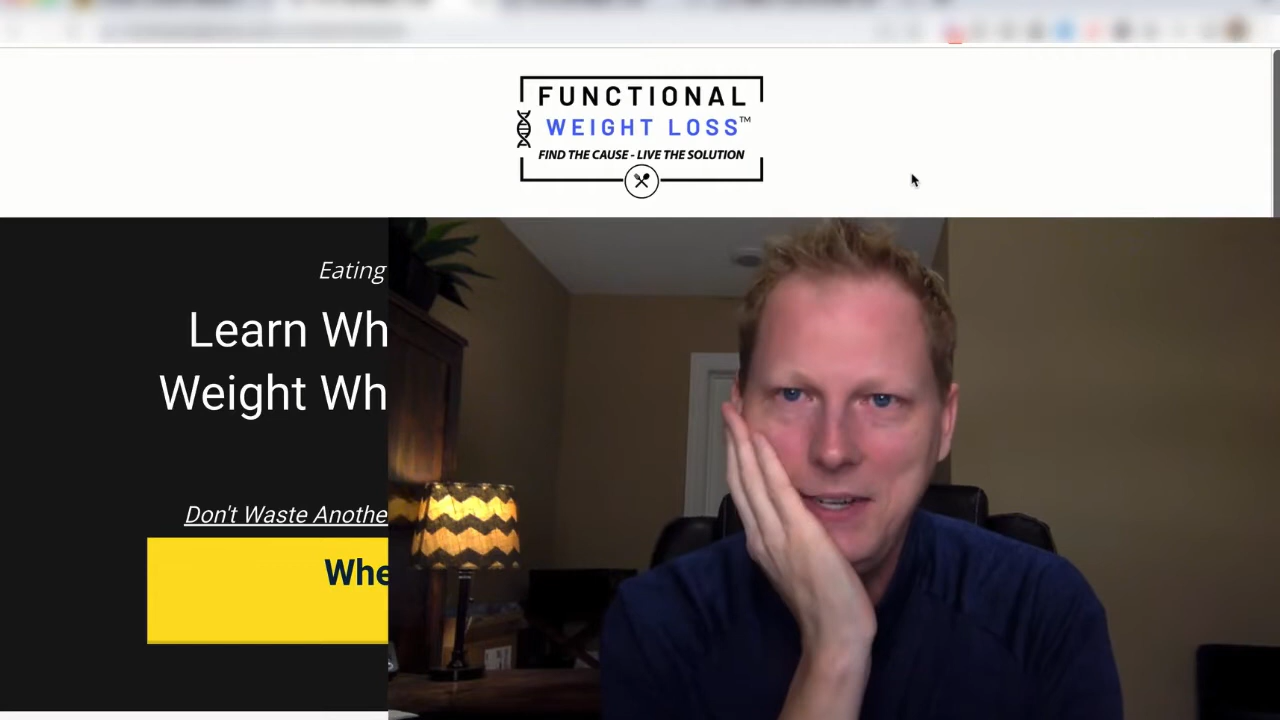 FUNCTIONAL
WEIGHT LOSS™
FIND THE CAUSE - LIVE THE SOLUTION
Eating
Learn Wh
Weight Wh
Don't Waste Anothe
Whe